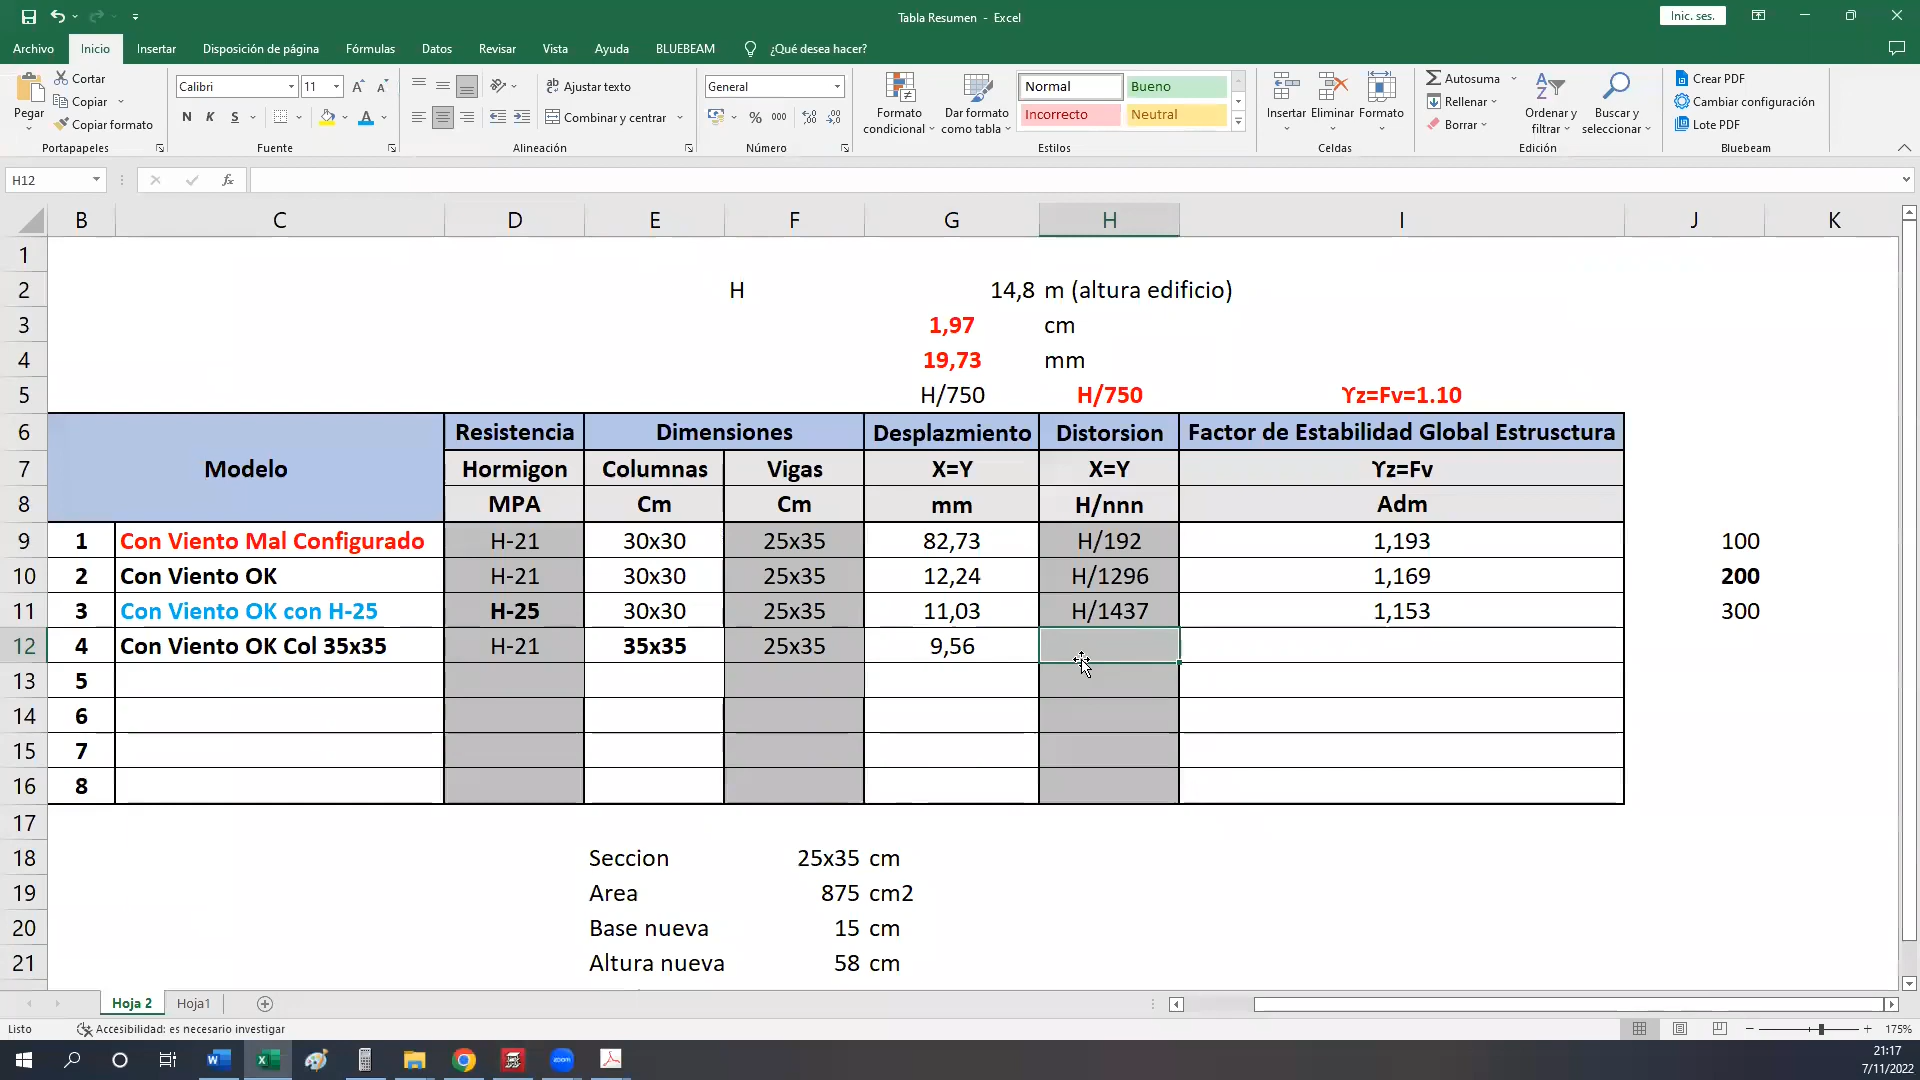 Tabla Resumen - Excel
Inic. ses.
Archivo Inicio Insertar Disposición de página Fórmulas Datos Revisar Vista Ayuda BLUEBEAM ¿Qué desea hacer?
Pegar
Cortar
Copiar
Copiar formato
Portapapeles
Calibri 11
N K S
Fuente
Ajustar texto
Combinar y centrar
Alineación
General
% 000
Número
Formato condicional
Dar formato como tabla
Normal Bueno
Incorrecto Neutral
Estilos
Insertar Eliminar Formato
Celdas
Autosuma
Rellenar
Borrar
Ordenar y filtrar
Buscar y seleccionar
Edición
Crear PDF
Cambiar configuración
Lote PDF
Bluebeam
H12 fx
B C D E F G H I J K
1
2 H 14,8 m (altura edificio)
3 1,97 cm
4 19,73 mm
5 H/750 H/750 ϒz=Fv=1.10
6 Resistencia Dimensiones Desplazmiento Distorsion Factor de Estabilidad Global Estrusctura
7 Modelo Hormigon Columnas Vigas X=Y X=Y ϒz=Fv
8 MPA Cm Cm mm H/nnn Adm
9 1 Con Viento Mal Configurado H-21 30x30 25x35 82,73 H/192 1,193 100
10 2 Con Viento OK H-21 30x30 25x35 12,24 H/1296 1,169 200
11 3 Con Viento OK con H-25 H-25 30x30 25x35 11,03 H/1437 1,153 300
12 4 Con Viento OK Col 35x35 H-21 35x35 25x35 9,56
13 5
14 6
15 7
16 8
17
18 Seccion 25x35 cm
19 Area 875 cm2
20 Base nueva 15 cm
21 Altura nueva 58 cm
Hoja 2 Hoja1
Listo Accesibilidad: es necesario investigar 175%
zoom
21:17
7/11/2022